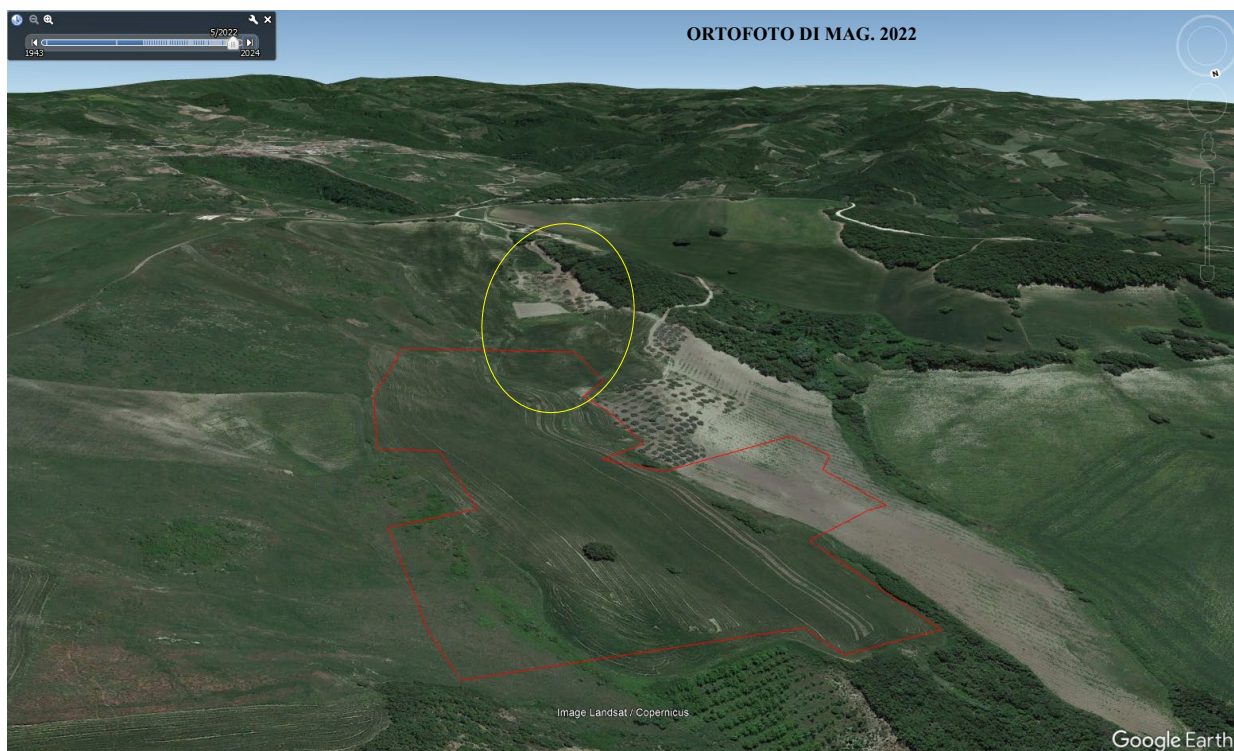 5/2022
ORTOFOTO DI MAG. 2022
1943
2024
N
Image Landsat / Copernicus
Google Earth